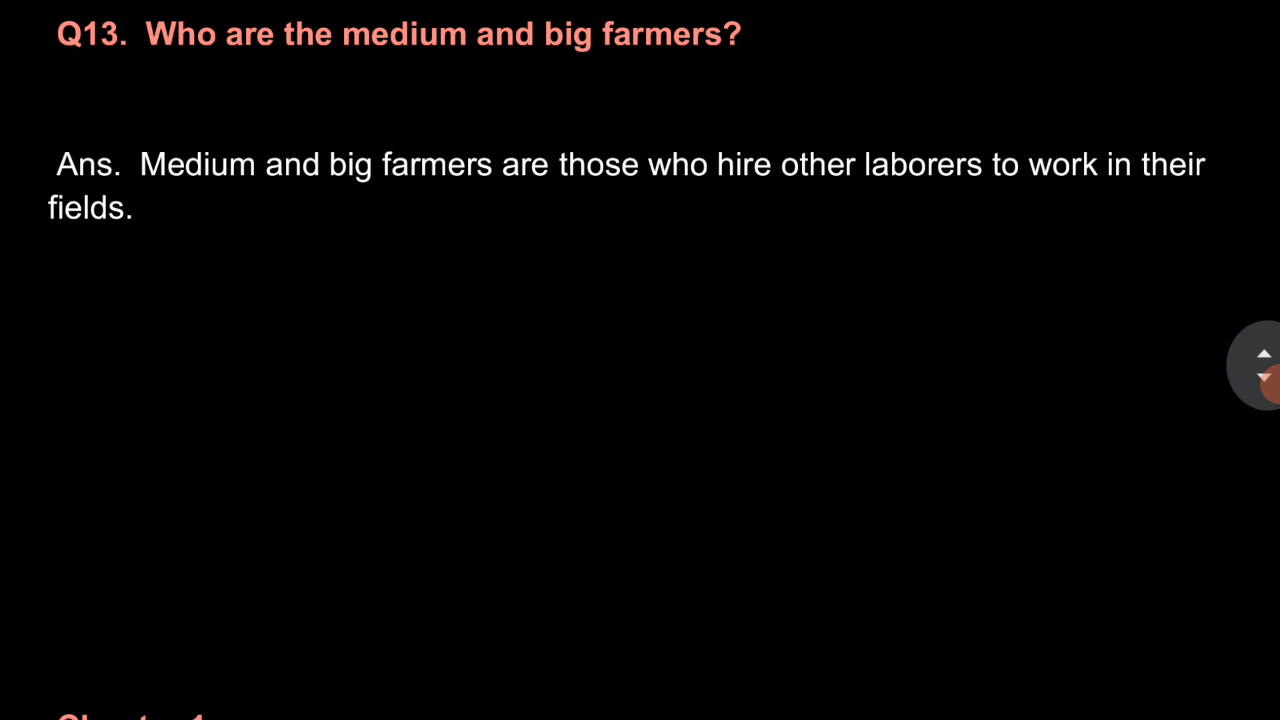 Q13. Who are the medium and big farmers?
Ans. Medium and big farmers are those who hire other laborers to work in their
fields.